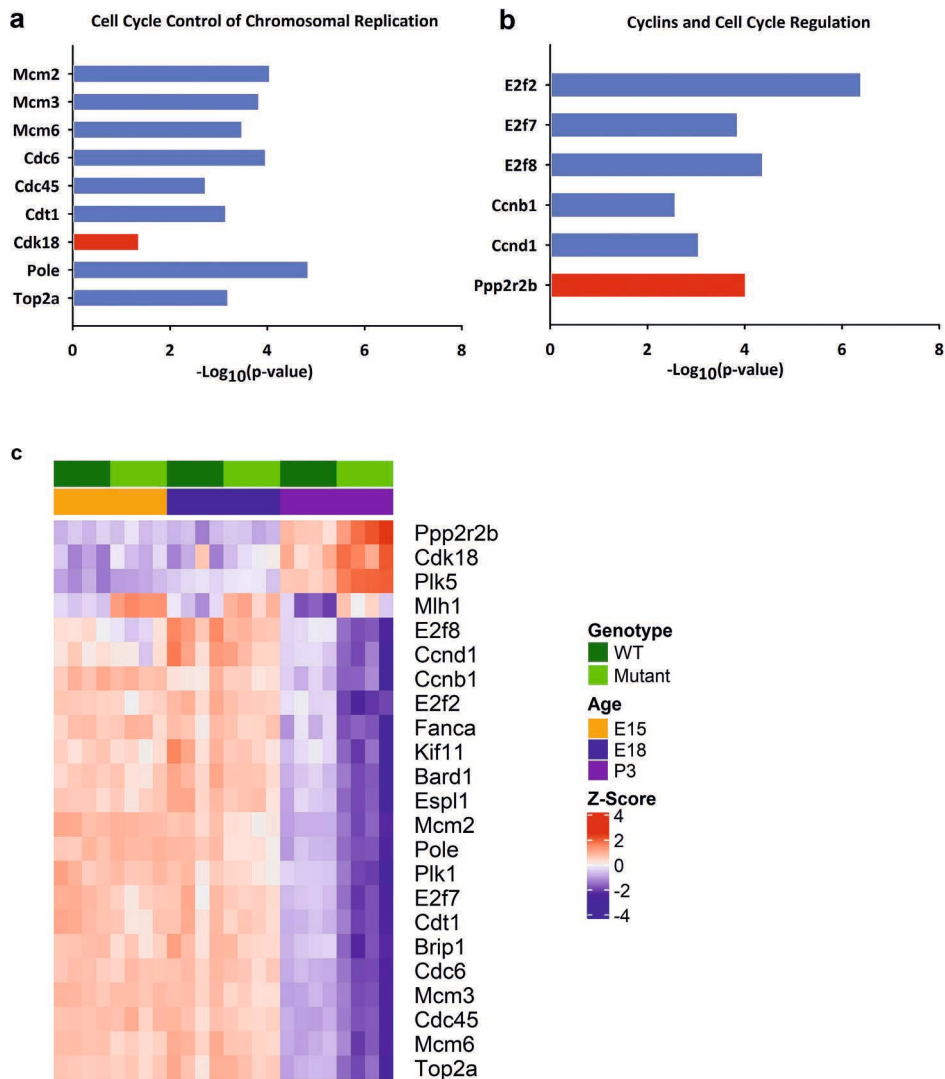 a
Cell Cycle Control of Chromosomal Replication
Mcm2
Mcm3
Mcm6
Cdc6
Cdc45
Cdt1
Cdk18
Pole
Top2a
0 2 4 6 8
-Log10(p-value)
b
Cyclins and Cell Cycle Regulation
E2f2
E2f7
E2f8
Ccnb1
Ccnd1
Ppp2r2b
0 2 4 6 8
-Log10(p-value)
c
Ppp2r2b
Cdk18
Plk5
Mlh1
E2f8
Ccnd1
Ccnb1
E2f2
Fanca
Kif11
Bard1
Espl1
Mcm2
Pole
Plk1
E2f7
Cdt1
Brip1
Cdc6
Mcm3
Cdc45
Mcm6
Top2a
Genotype
WT
Mutant
Age
E15
E18
P3
Z-Score
4
2
0
-2
-4